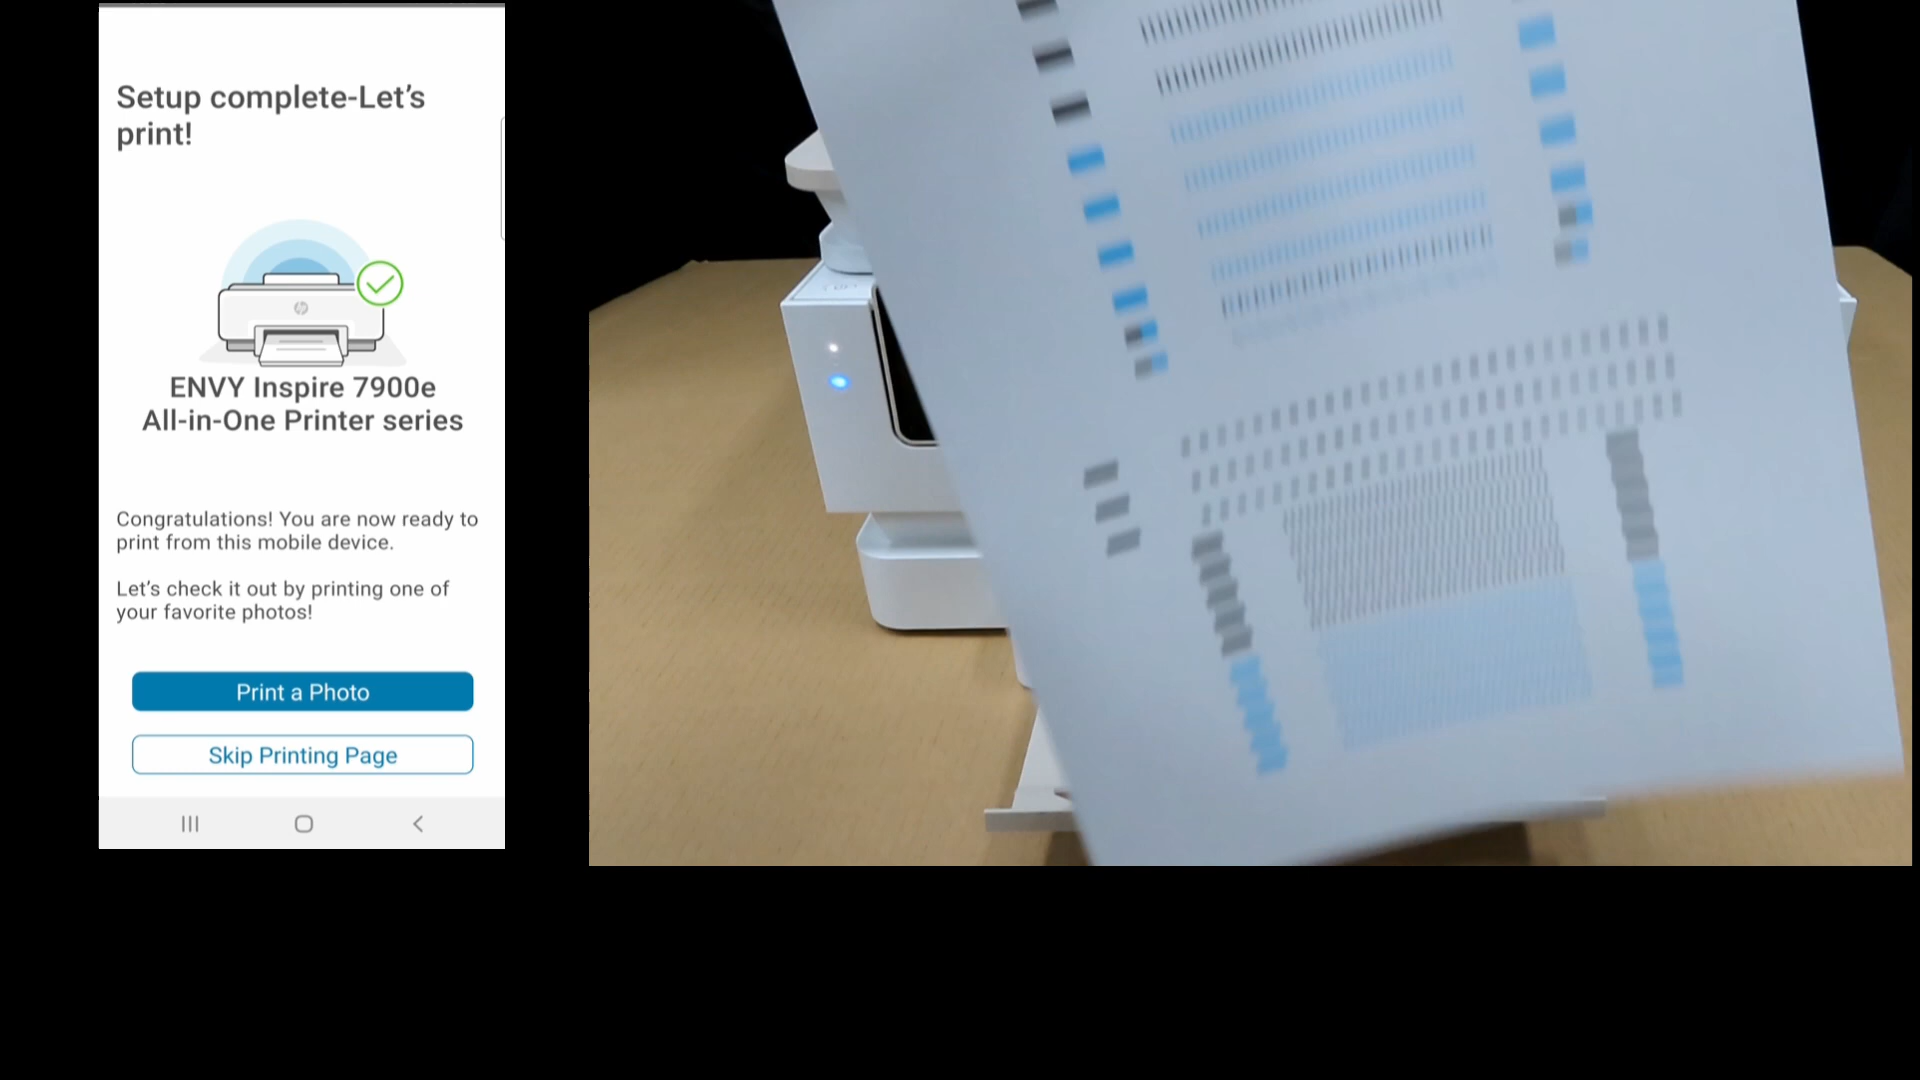 Setup complete-Let's
print!
ENVY Inspire 7900e
All-in-One Printer series
Congratulations! You are now ready to
print from this mobile device.
Let's check it out by printing one of
your favorite photos!
Print a Photo
Skip Printing Page